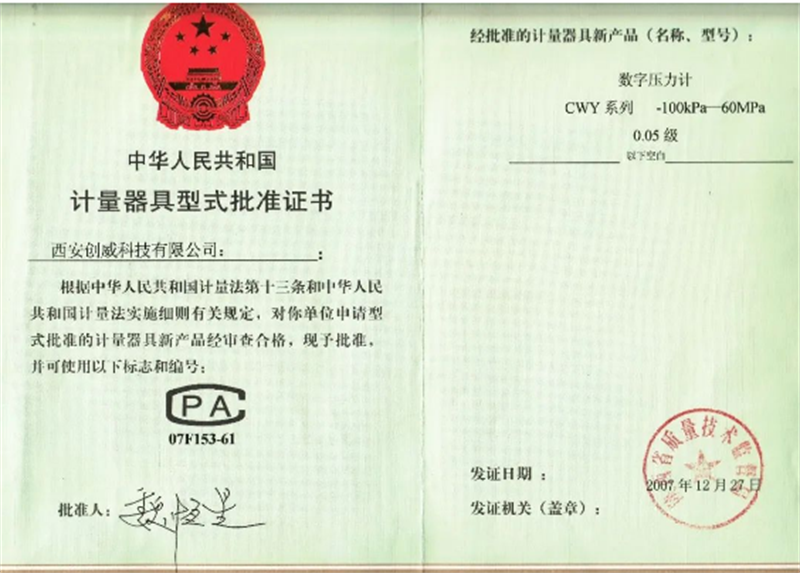 中华人民共和国
计量器具型式批准证书
西安创威科技有限公司： ：
根据中华人民共和国计量法第十三条和中华人民
共和国计量法实施细则有关规定，对你单位申请型
式批准的计量器具新产品经审查合格，现予批准，
并可使用以下标志和编号：
CPA
07F153-61
批准人：
经批准的计量器具新产品（名称、型号）：
数字压力计
CWY 系列 -100kPa—60MPa
0.05 级
以下空白
省质量技术监督局
发证日期 ： 2007 年 12 月 27 日
发证机关（盖章）：